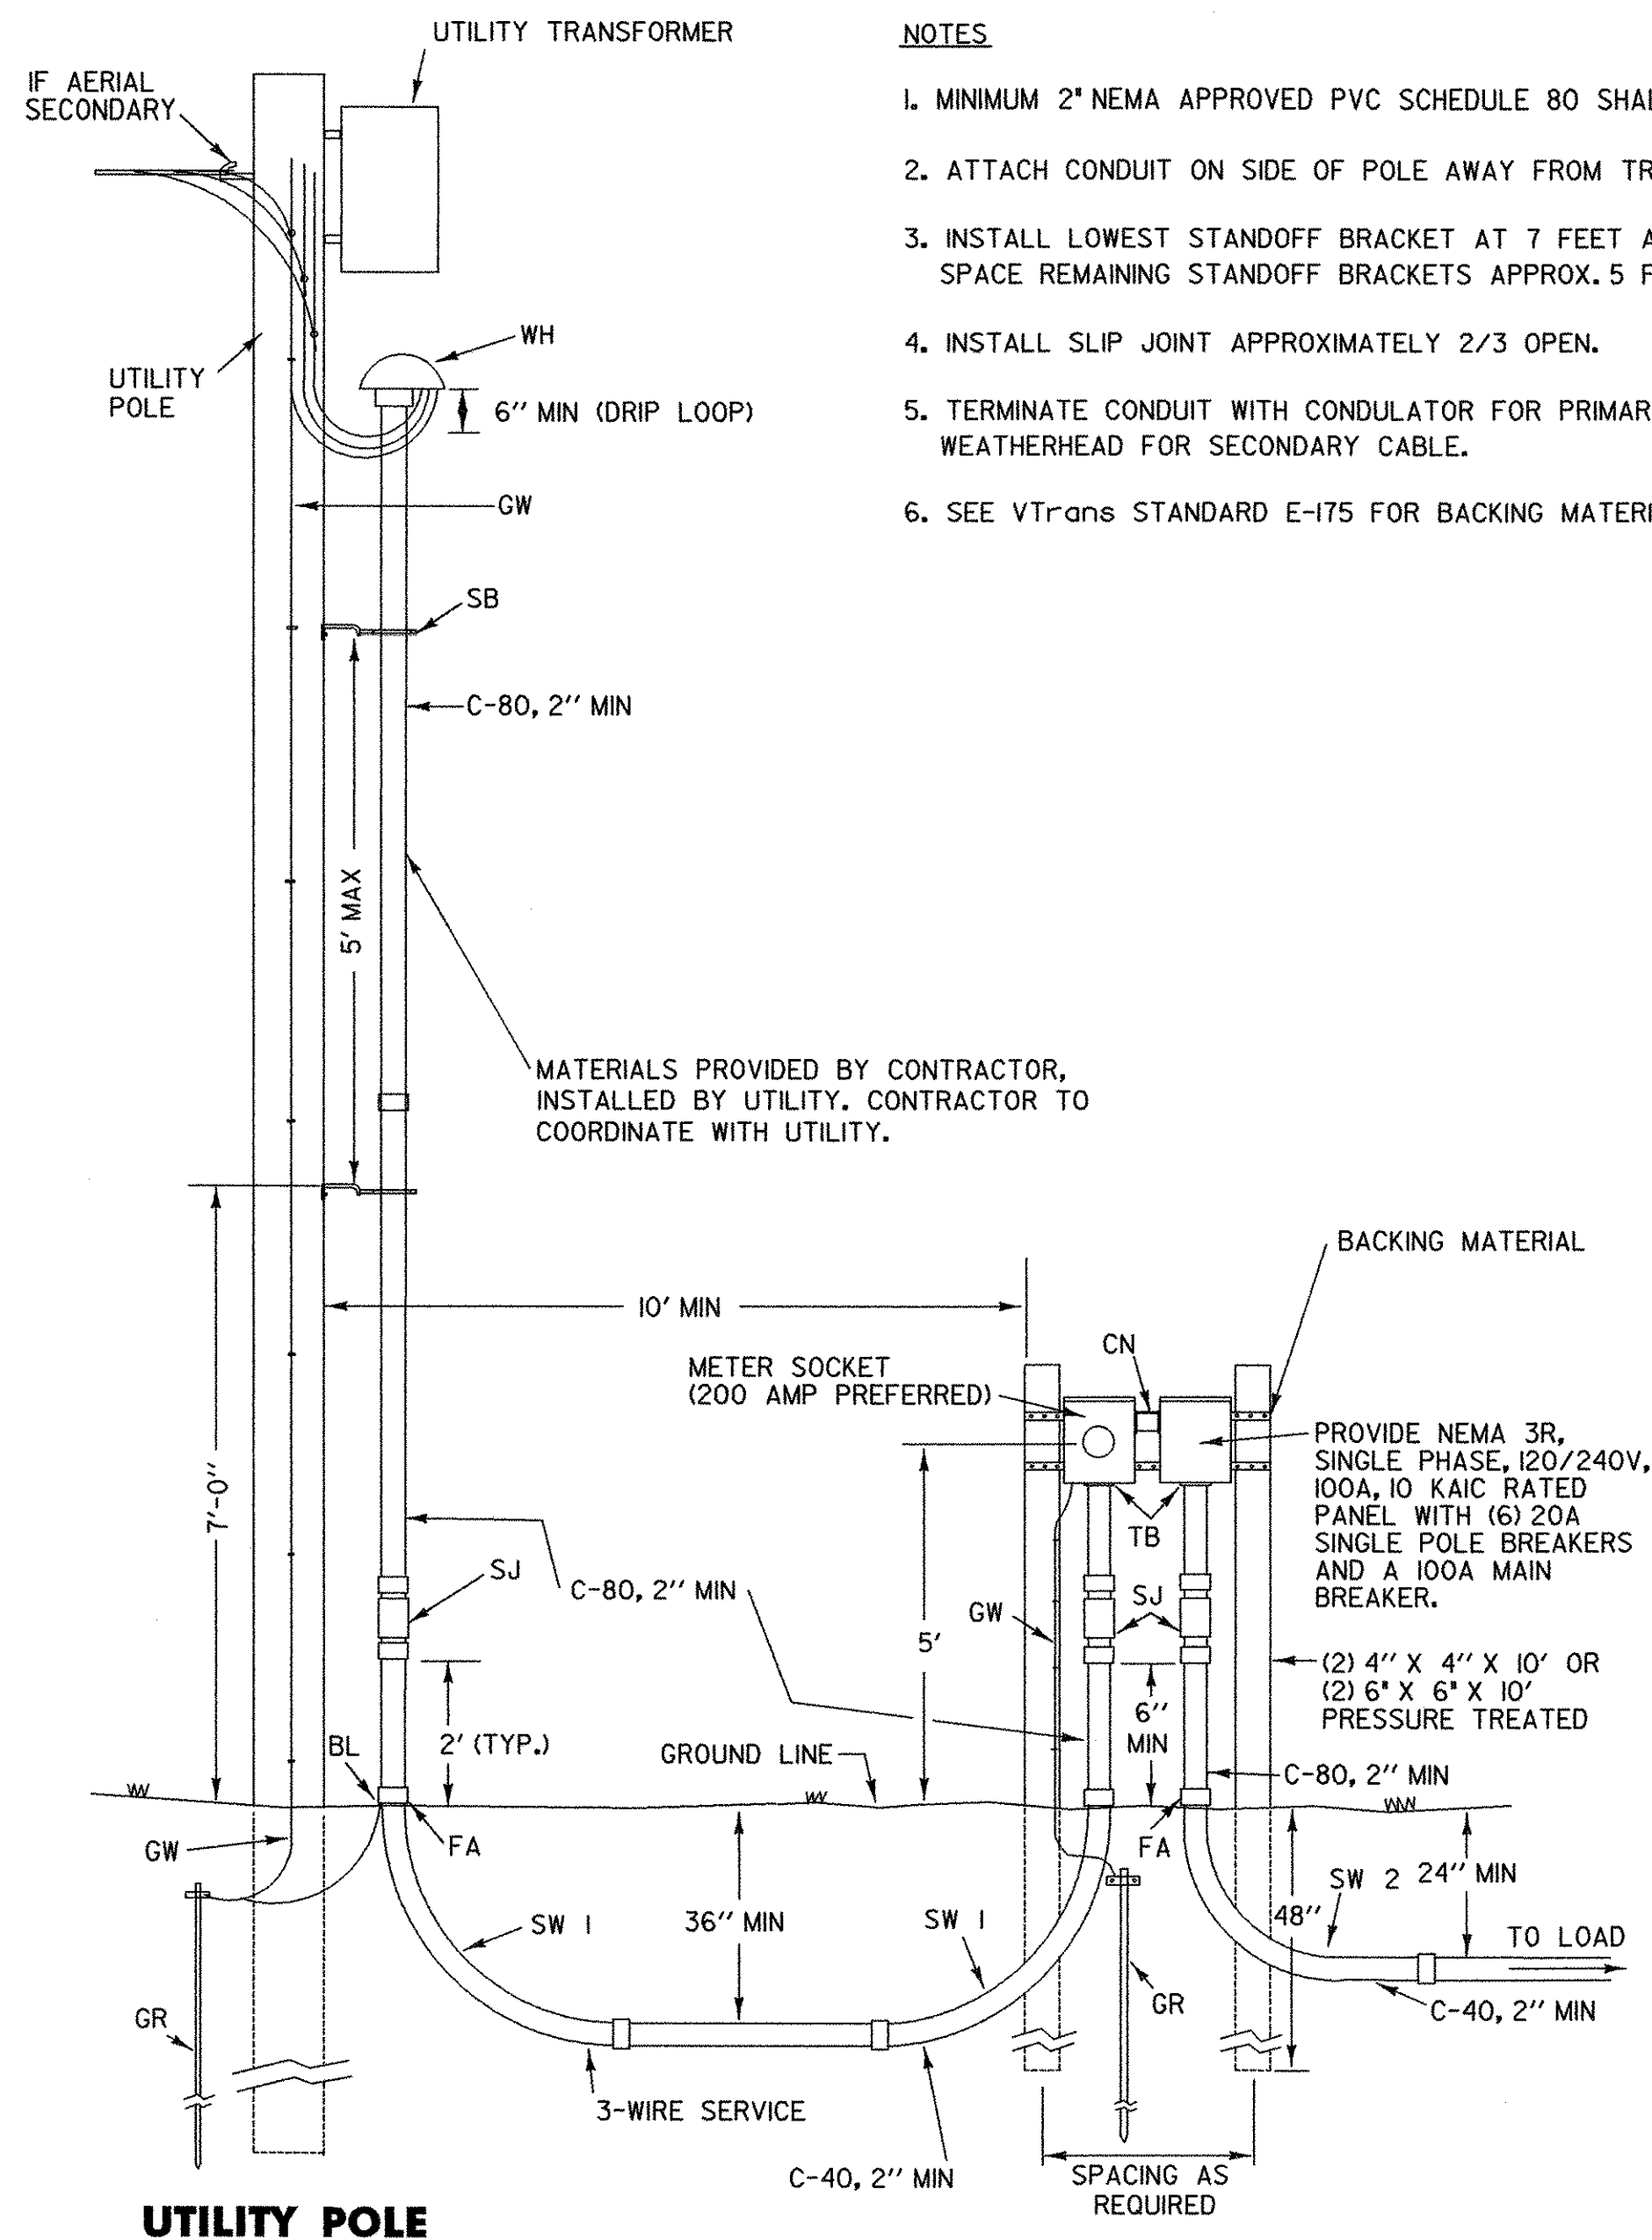 UTILITY TRANSFORMER
IF AERIAL
SECONDARY
UTILITY
POLE
WH
6" MIN (DRIP LOOP)
GW
SB
C-80, 2" MIN
5' MAX
MATERIALS PROVIDED BY CONTRACTOR,
INSTALLED BY UTILITY. CONTRACTOR TO
COORDINATE WITH UTILITY.
NOTES
1. MINIMUM 2" NEMA APPROVED PVC SCHEDULE 80
2. ATTACH CONDUIT ON SIDE OF POLE AWAY FROM
3. INSTALL LOWEST STANDOFF BRACKET AT 7 FEET
SPACE REMAINING STANDOFF BRACKETS APPROX. 5
4. INSTALL SLIP JOINT APPROXIMATELY 2/3 OPEN.
5. TERMINATE CONDUIT WITH CONDULATOR FOR
WEATHERHEAD FOR SECONDARY CABLE.
6. SEE VTrans STANDARD E-175 FOR BACKING
7'-0"
10' MIN
BACKING MATERIAL
CN
METER SOCKET
(200 AMP PREFERRED)
PROVIDE NEMA 3R,
SINGLE PHASE, 120/240V,
100A, 10 KAIC RATED
PANEL WITH (6) 20A
SINGLE POLE BREAKERS
AND A 100A MAIN
BREAKER.
TB
SJ
C-80, 2" MIN
GW
SJ
5'
(2) 4" X 4" X 10' OR
(2) 6" X 6" X 10'
PRESSURE TREATED
6"
MIN
BL
2' (TYP.)
GROUND LINE
C-80, 2" MIN
GW
FA
FA
SW 1
36" MIN
SW 1
SW 2
24" MIN
48"
TO LOAD
GR
GR
C-40, 2" MIN
3-WIRE SERVICE
C-40, 2" MIN
SPACING AS
REQUIRED
UTILITY POLE